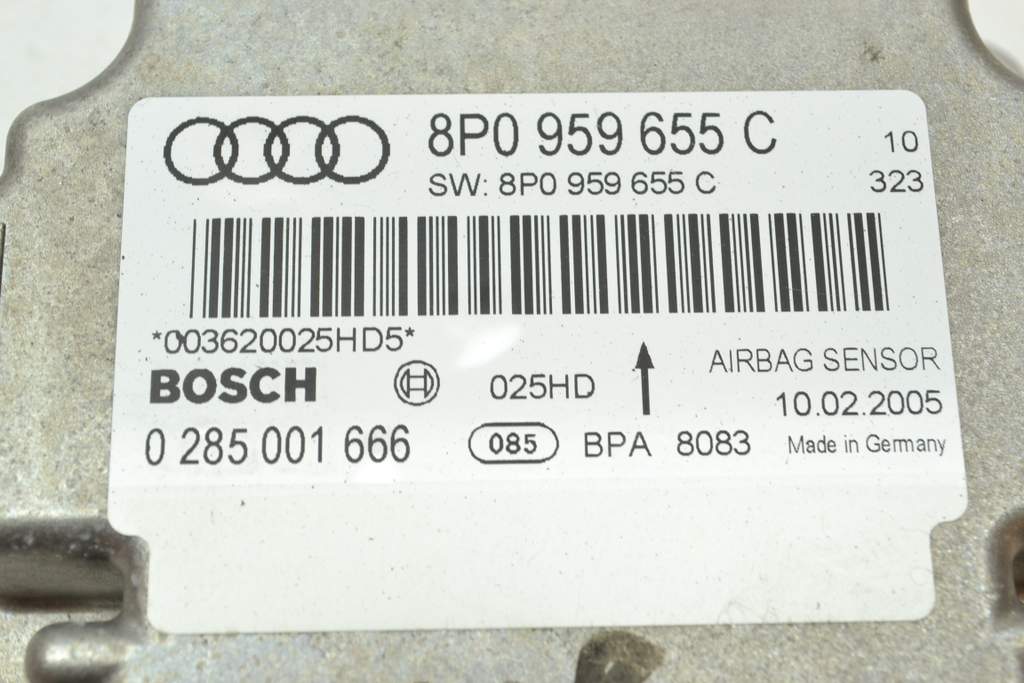 8P0 959 655 C 10
SW: 8P0 959 655 C 323
*003620025HD5*
BOSCH 025HD AIRBAG SENSOR
10.02.2005
0 285 001 666 085 BPA 8083 Made in Germany